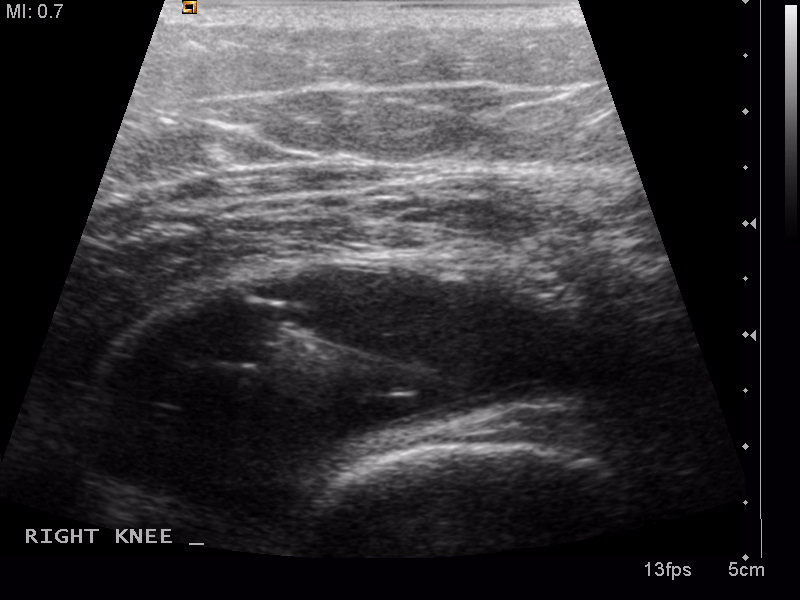 MI: 0.7
RIGHT KNEE _
13fps 5cm